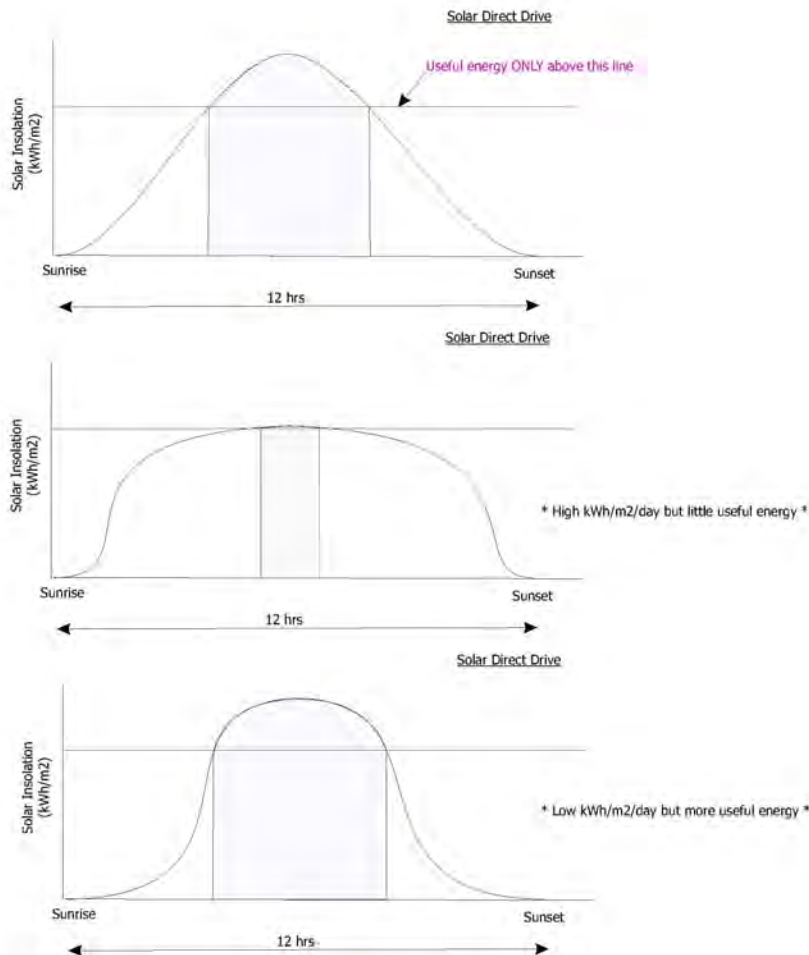 Solar Direct Drive
Useful energy ONLY above this line
Solar Insolation
(kWh/m2)
Sunrise
Sunset
12 hrs
Solar Direct Drive
Solar Insolation
(kWh/m2)
* High kWh/m2/day but little useful energy *
Sunrise
Sunset
12 hrs
Solar Direct Drive
Solar Insolation
(kWh/m2)
* Low kWh/m2/day but more useful energy *
Sunrise
Sunset
12 hrs